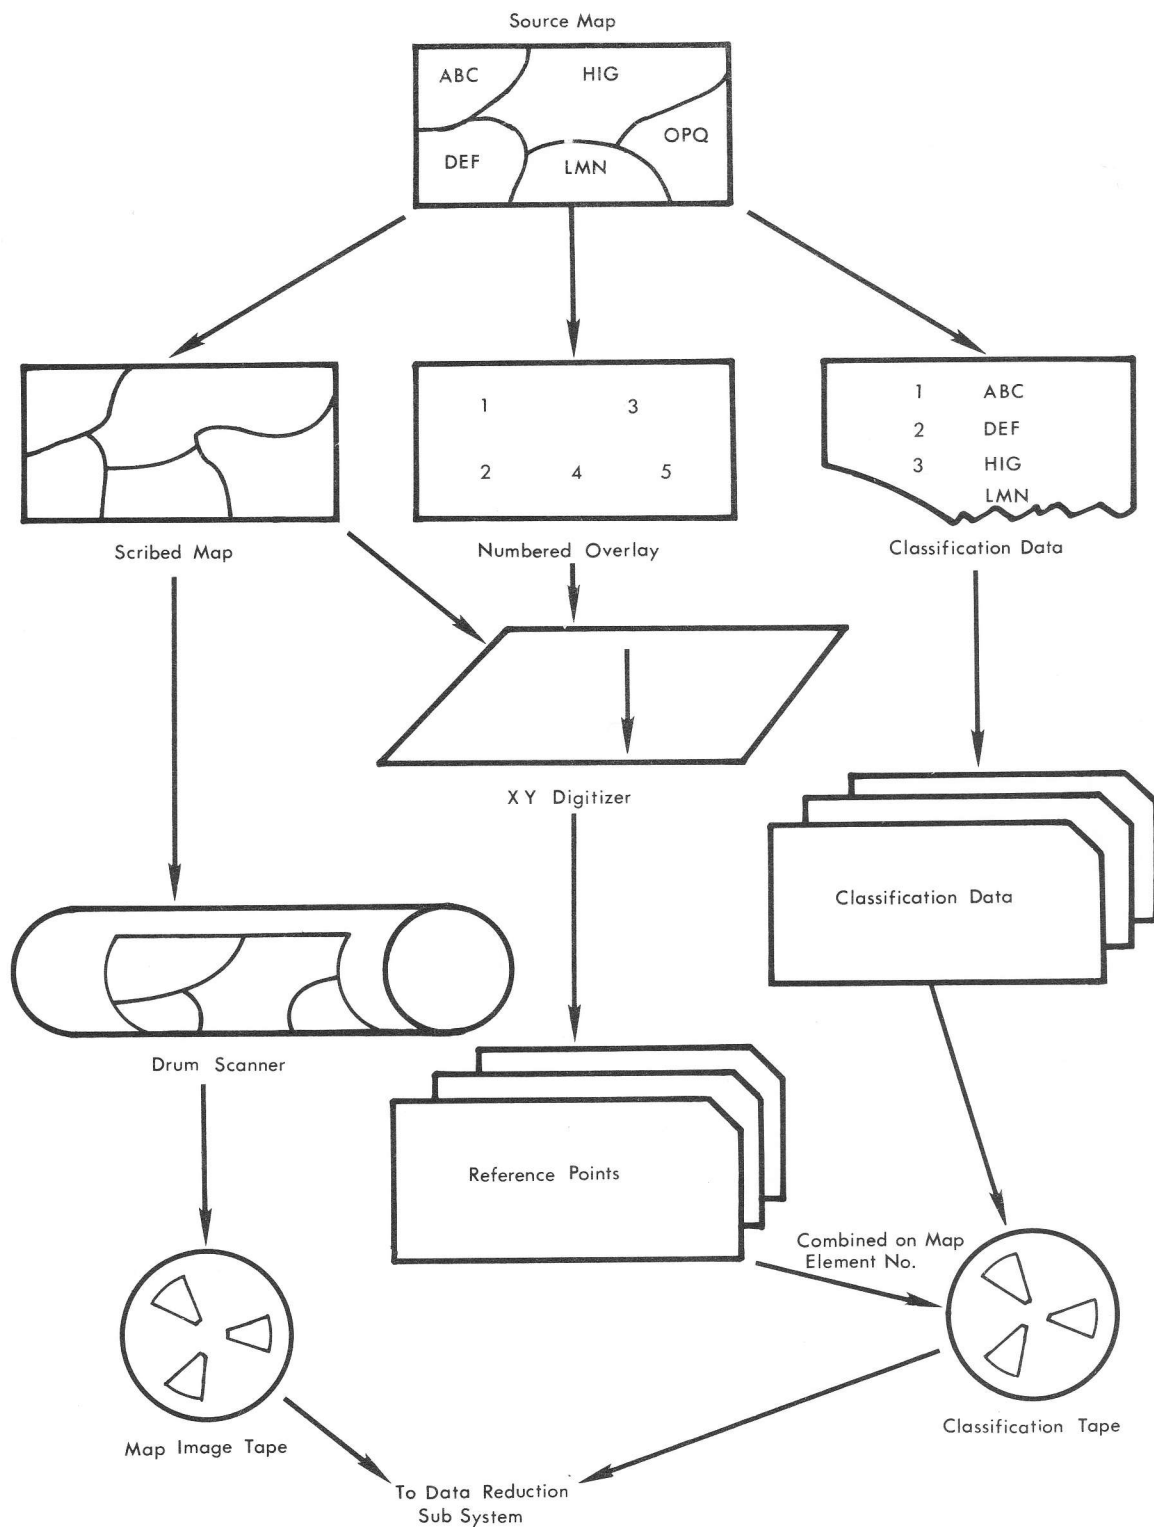 Source Map
ABC
HIG
OPQ
DEF
LMN
1 3
2 4 5
1 ABC
2 DEF
3 HIG
LMN
Scribed Map
Numbered Overlay
Classification Data
XY Digitizer
Classification Data
Drum Scanner
Reference Points
Combined on Map
Element No.
Map Image Tape
Classification Tape
To Data Reduction
Sub System